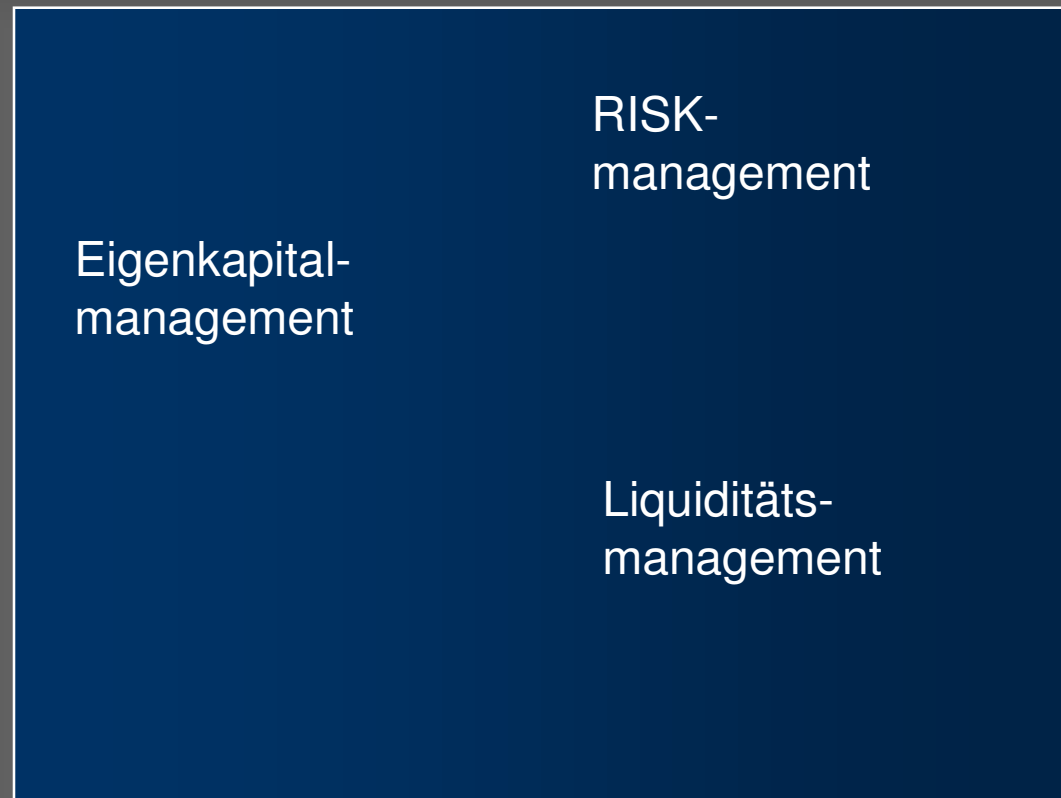 RISK-
management
Eigenkapital-
management
Liquiditäts-
management